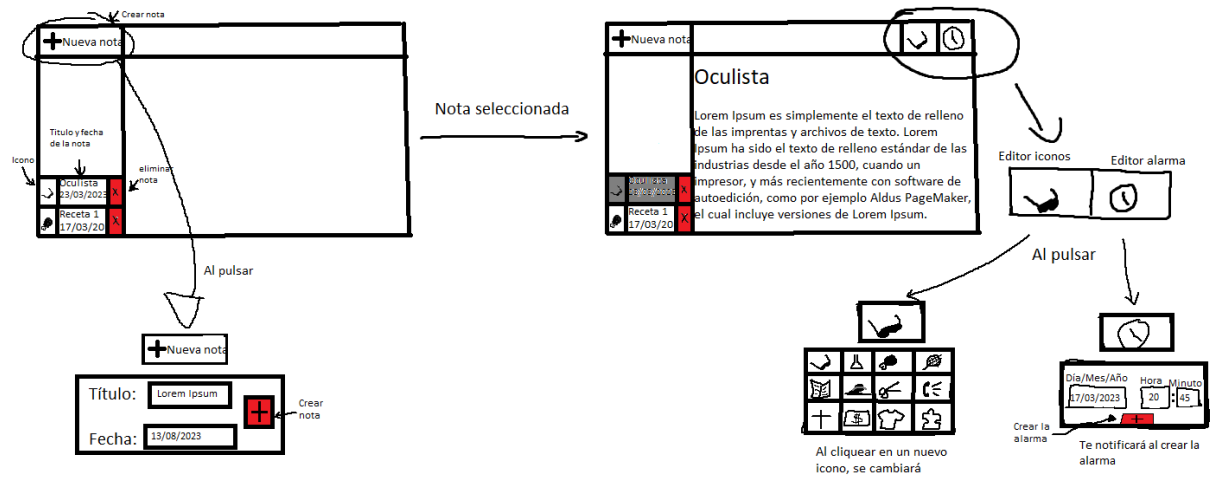 Crear nota
Nueva nota
Titulo y fecha
de la nota
Icono
eliminar
nota
Oculista
23/03/2023
X
Receta 1
17/03/20
X
Al pulsar
Nueva nota
Título:
Lorem Ipsum
Fecha:
13/08/2023
Crear
nota
Nota seleccionada
Nueva nota
Oculista
Lorem Ipsum es simplemente el texto de relleno
de las imprentas y archivos de texto. Lorem
Ipsum ha sido el texto de relleno estándar de las
industrias desde el año 1500, cuando un
impresor, y más recientemente con software de
autoedición, como por ejemplo Aldus PageMaker,
el cual incluye versiones de Lorem Ipsum.
X
Receta 1
17/03/20
X
Editor iconos
Editor alarma
Al pulsar
$
Al cliquear en un nuevo
icono, se cambiará
Día/Mes/Año
Hora
Minuto
17/03/2023
20
:
45
Crear la
alarma
Te notificará al crear la
alarma